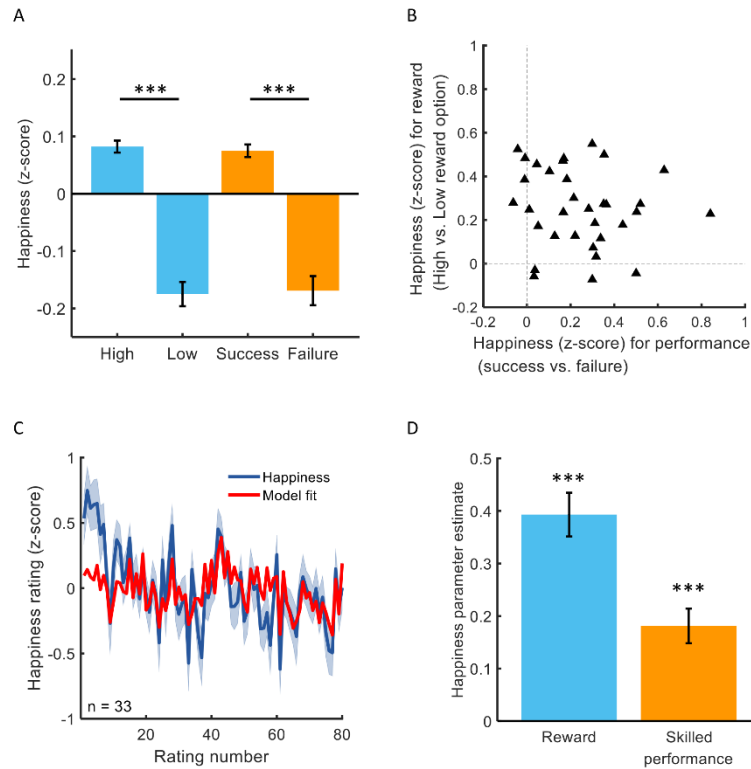 A
Happiness (z-score)
0.2
0.1
0
-0.1
-0.2
***
***
High
Low
Success
Failure
B
Happiness (z-score) for reward
(High vs. Low reward option)
1
0.8
0.6
0.4
0.2
0
-0.2
-0.2
0
0.2
0.4
0.6
0.8
1
Happiness (z-score) for performance
(success vs. failure)
C
Happiness rating (z-score)
1
0.5
0
-0.5
-1
Happiness
Model fit
n = 33
20
40
60
80
Rating number
D
Happiness parameter estimate
0.5
0.4
0.3
0.2
0.1
0
***
***
Reward
Skilled
performance